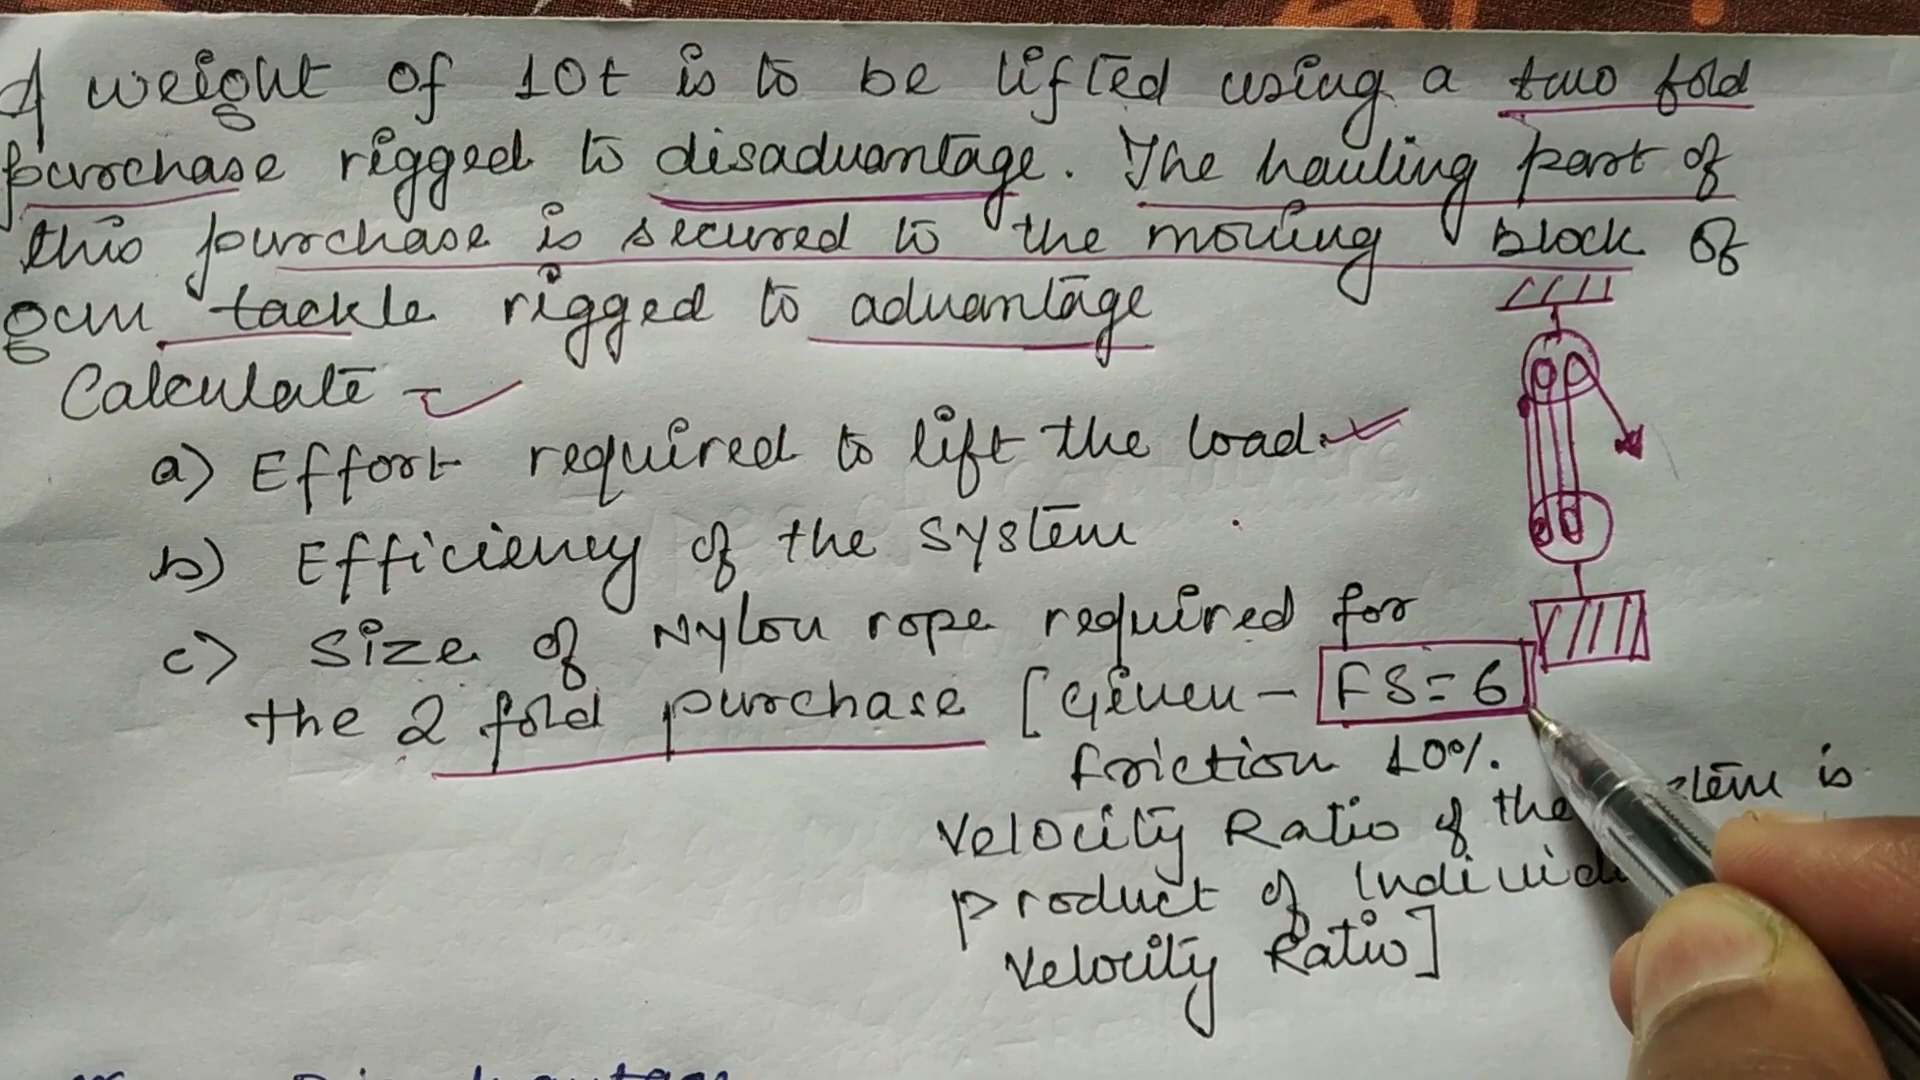 A weight of 10t is to be lifted using a two fold
purchase rigged to disadvantage. The hauling part of
this purchase is secured to the moving block of
gun tackle rigged to advantage
Calculate -
a) Effort required to lift the load.
b) Efficiency of the system
c) Size of Nylon rope required for
the 2 fold purchase [Given - FS = 6
friction 10%.
Velocity Ratio of the is
product of
Velocity Ratio]